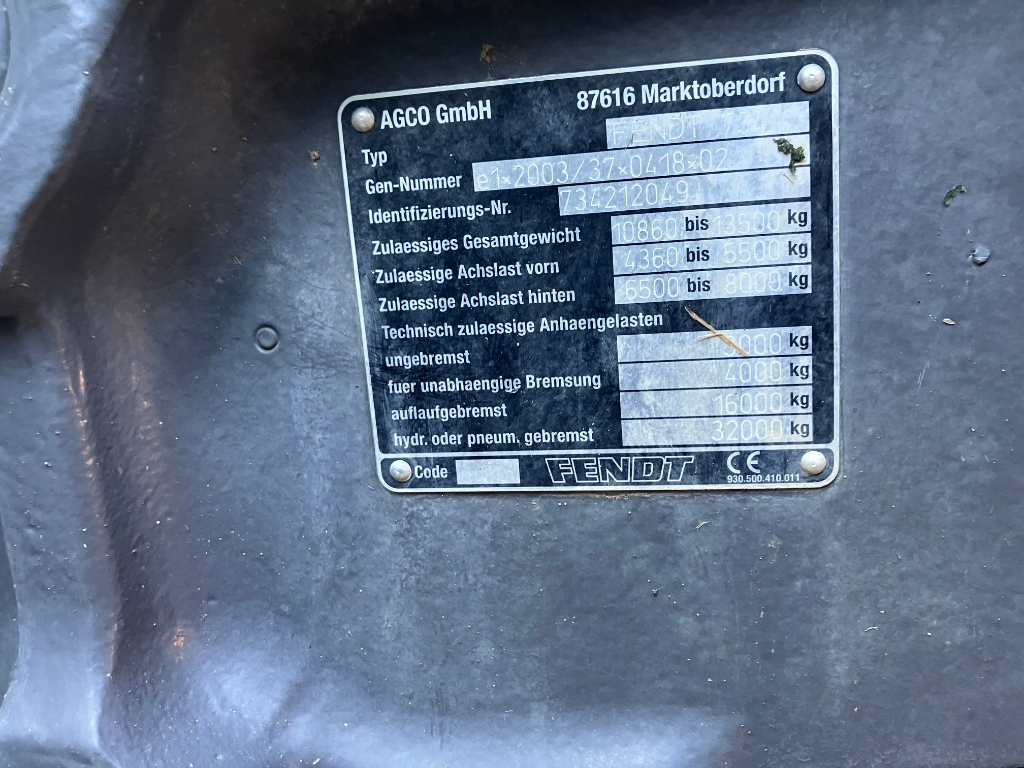 AGCO GmbH 87616 Marktoberdorf
Typ FENDT
Gen-Nummer e1*2003/37*0418*02
Identifizierungs-Nr. 734212049
Zulaessiges Gesamtgewicht 10860 bis 13500 kg
Zulaessige Achslast vorn 4360 bis 5500 kg
Zulaessige Achslast hinten 6500 bis 8000 kg
Technisch zulaessige Anhaengelasten
ungebremst kg
fuer unabhaengige Bremsung 4000 kg
auflaufgebremst 16000 kg
hydr. oder pneum. gebremst 32000 kg
Code FENDT CE
930.500.410.011